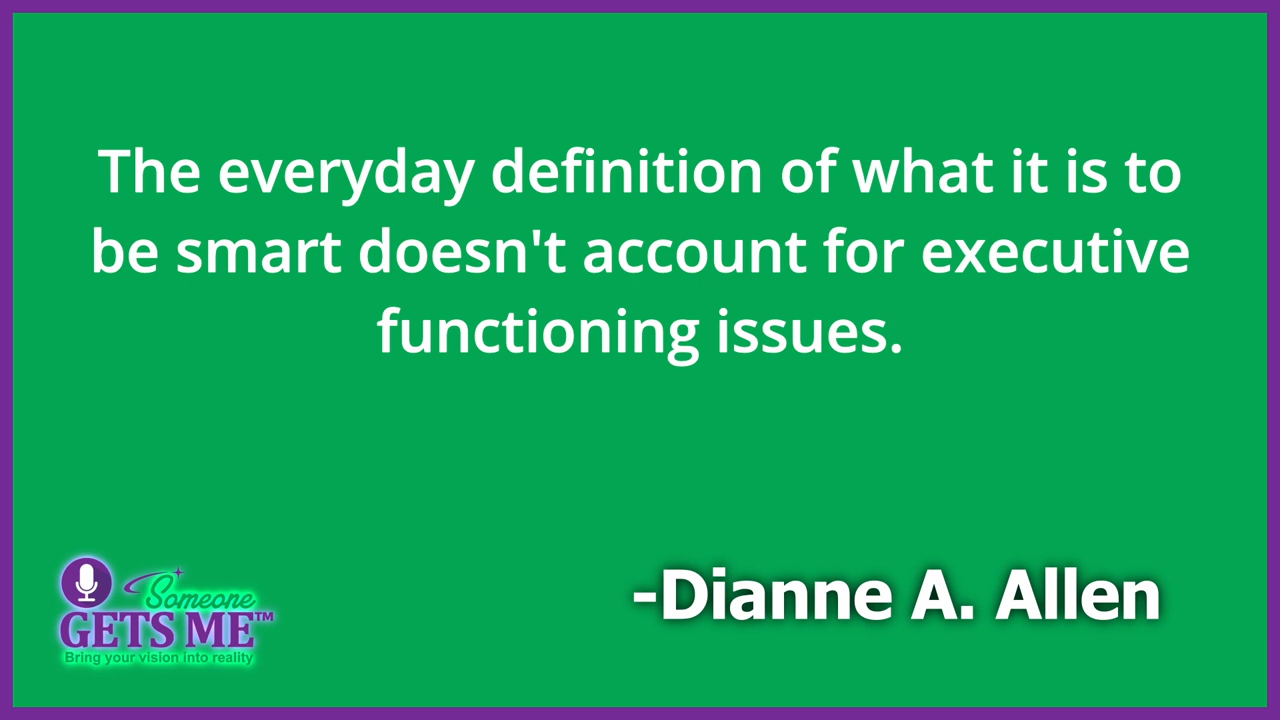 The everyday definition of what it is to
be smart doesn't account for executive
functioning issues.
-Dianne A. Allen
Someone
GETS ME™
Bring your vision into reality